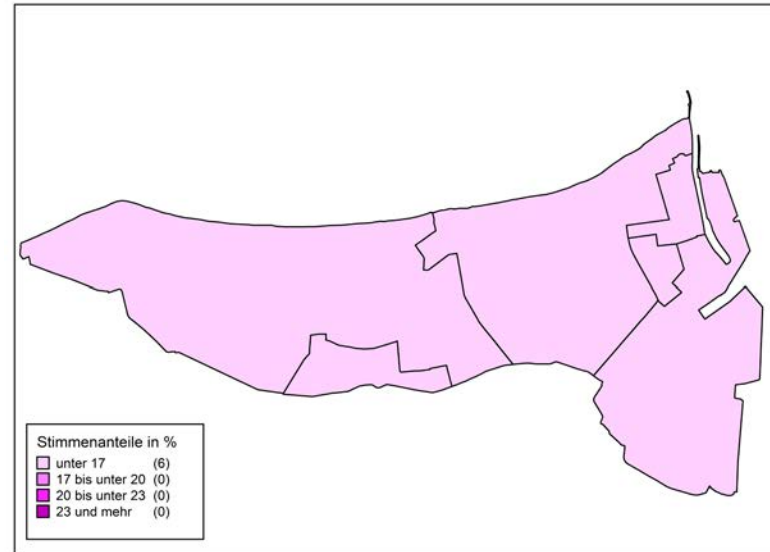 Stimmenanteile in %
unter 17 (6)
17 bis unter 20 (0)
20 bis unter 23 (0)
23 und mehr (0)